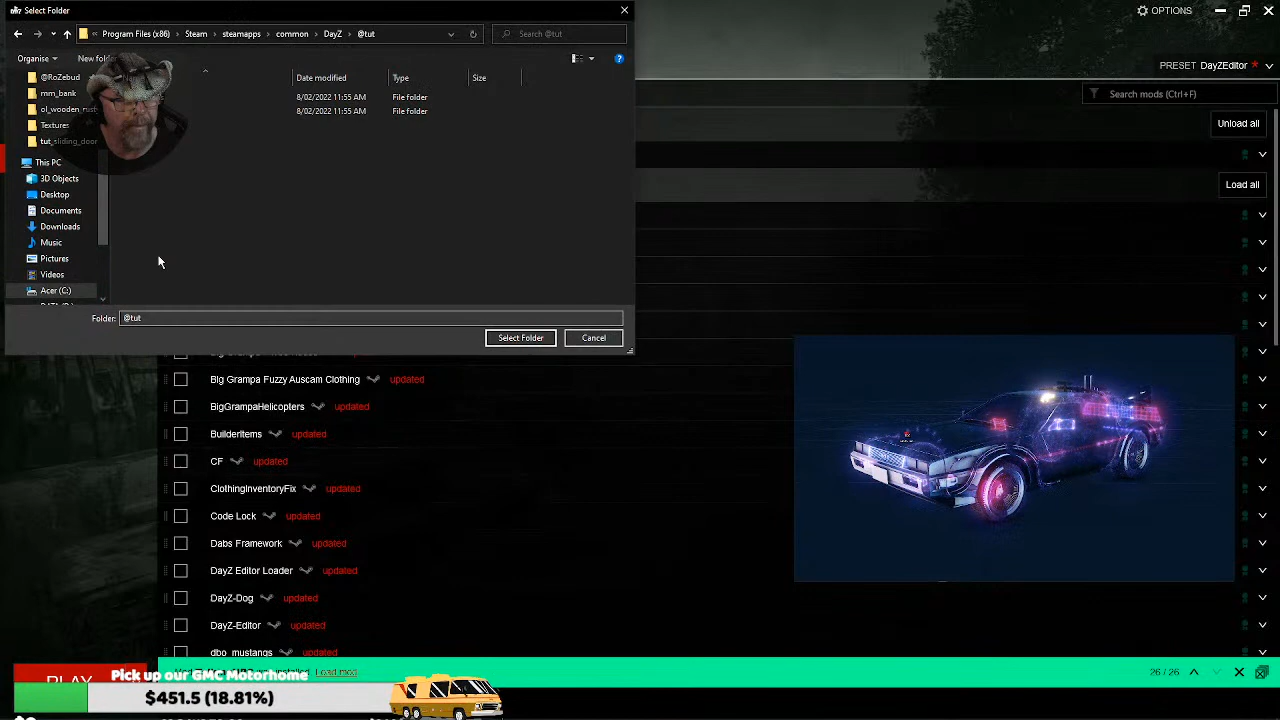 Select Folder
OPTIONS
« Program Files (x86) > Steam > steamapps > common > DayZ > @tut
Search @tut
PRESET DayZEditor *
Organise
New folder
Search mods (Ctrl+F)
Date modified
Type
Size
@RoZebud
mm_bank
Textures
tut_sliding_door
8/02/2022 11:55 AM
File folder
8/02/2022 11:55 AM
File folder
Unload all
Load all
This PC
3D Objects
Desktop
Documents
Downloads
Music
Pictures
Videos
Acer (C:)
Folder:
@tut
Select Folder
Cancel
Big Grampa Fuzzy Auscam Clothing updated
BigGrampaHelicopters updated
BuilderItems updated
CF updated
ClothingInventoryFix updated
Code Lock updated
Dabs Framework updated
DayZ Editor Loader updated
DayZ-Dog updated
DayZ-Editor updated
dbo_mustangs updated
Load mod
26 / 26
PLAY
Pick up our GMC Motorhome
$451.5 (18.81%)